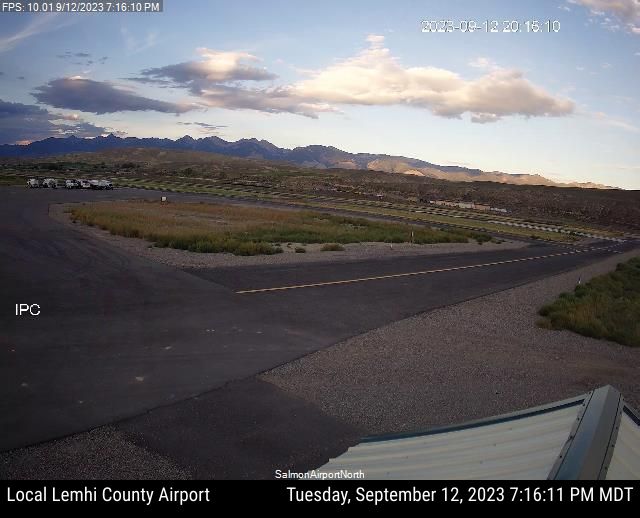 FPS: 10.01 9/12/2023 7:16:10 PM
2023-09-12 20:16:10
IPC
SalmonAirportNorth
Local Lemhi County Airport Tuesday, September 12, 2023 7:16:11 PM MDT